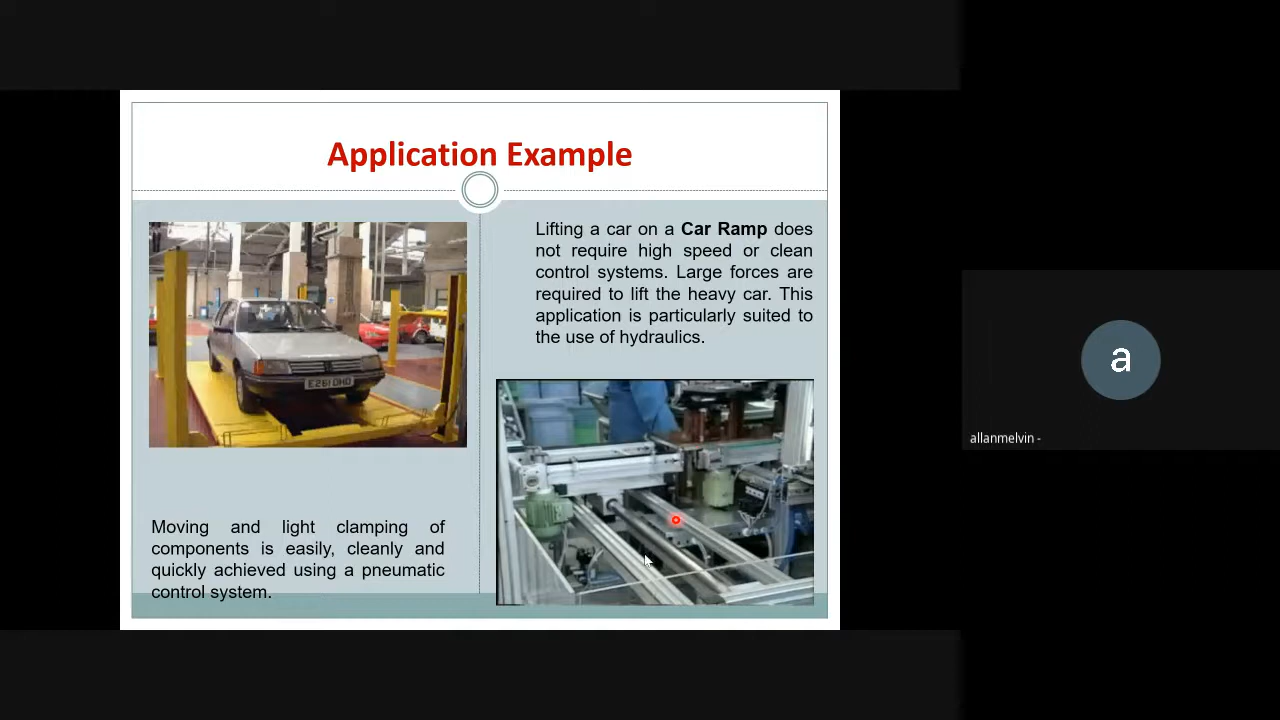 Application Example
Lifting a car on a Car Ramp does
not require high speed or clean
control systems. Large forces are
required to lift the heavy car. This
application is particularly suited to
the use of hydraulics.
E261 OHO
Moving and light clamping of
components is easily, cleanly and
quickly achieved using a pneumatic
control system.
a
allanmelvin -